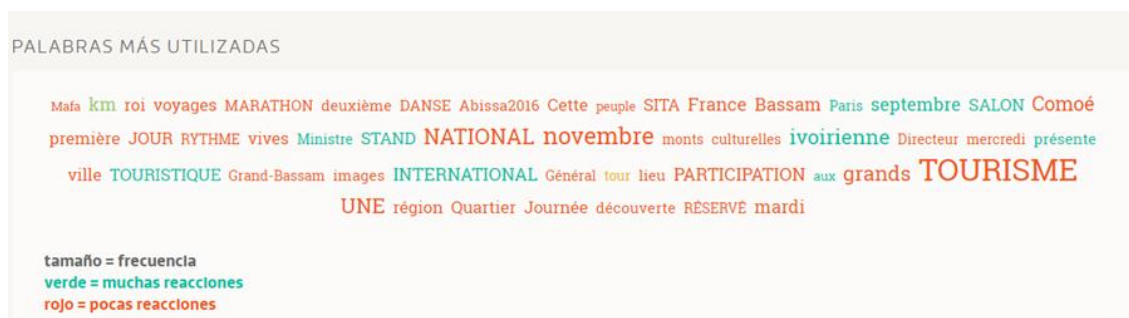 PALABRAS MÁS UTILIZADAS
Mafa km roi voyages MARATHON deuxième DANSE Abissa2016 Cette peuple SITA France Bassam Paris septembre SALON Comoé
première JOUR RYTHME vives Ministre STAND NATIONAL novembre monts culturelles ivoirienne Directeur mercredi présente
ville TOURISTIQUE Grand-Bassam images INTERNATIONAL Général tour lieu PARTICIPATION aux grands TOURISME
UNE région Quartier Journée découverte RÉSERVÉ mardi
tamaño = frecuencia
verde = muchas reacciones
rojo = pocas reacciones